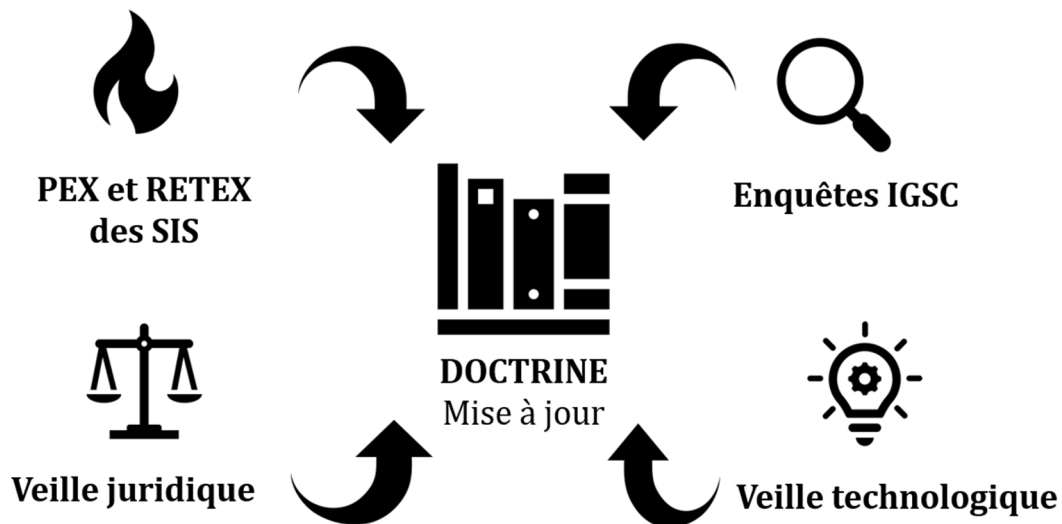 PEX et RETEX
des SIS
Enquêtes IGSC
DOCTRINE
Mise à jour
Veille juridique
Veille technologique